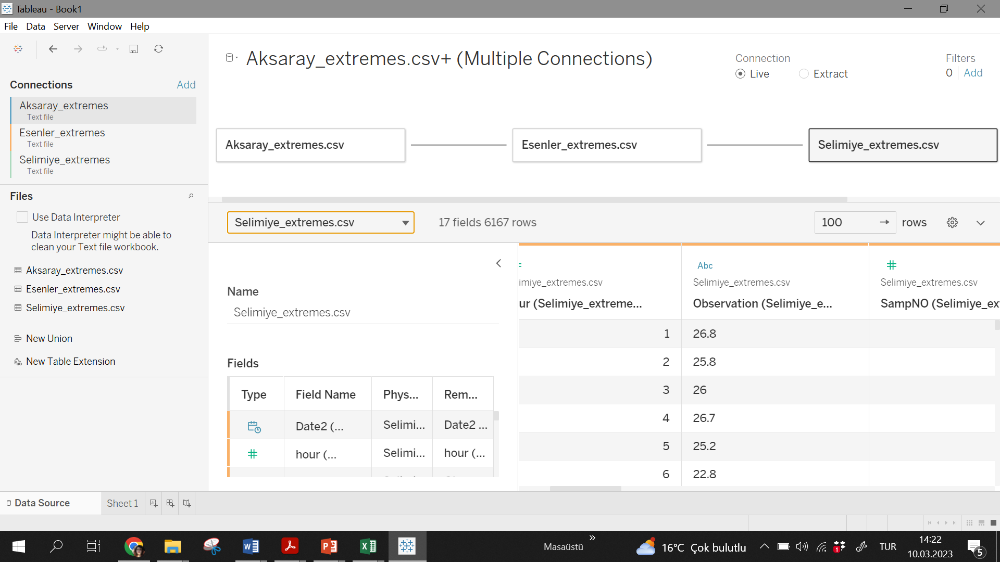 Tableau - Book1
File Data Server Window Help
Connections Add
Aksaray_extremes
Text file
Esenler_extremes
Text file
Selimiye_extremes
Text file
Files
Use Data Interpreter
Data Interpreter might be able to
clean your Text file workbook.
Aksaray_extremes.csv
Esenler_extremes.csv
Selimiye_extremes.csv
New Union
New Table Extension
Aksaray_extremes.csv+ (Multiple Connections)
Connection
Live Extract
Filters
0 Add
Aksaray_extremes.csv Esenler_extremes.csv Selimiye_extremes.csv
Selimiye_extremes.csv 17 fields 6167 rows 100 rows
Name
Selimiye_extremes.csv
Fields
Type Field Name Phys... Rem...
Date2 (... Selimi... Date2 ...
hour (... Selimi... hour (...
Abc
imiye_extremes.csv Selimiye_extremes.csv Selimiye_extremes.csv
ur (Selimiye_extreme... Observation (Selimiye_e... SampNO (Selimiye_ex
1 26.8
2 25.8
3 26
4 26.7
5 25.2
6 22.8
Data Source Sheet 1
Masaüstü 16°C Çok bulutlu 1 TUR 14:22 5
10.03.2023